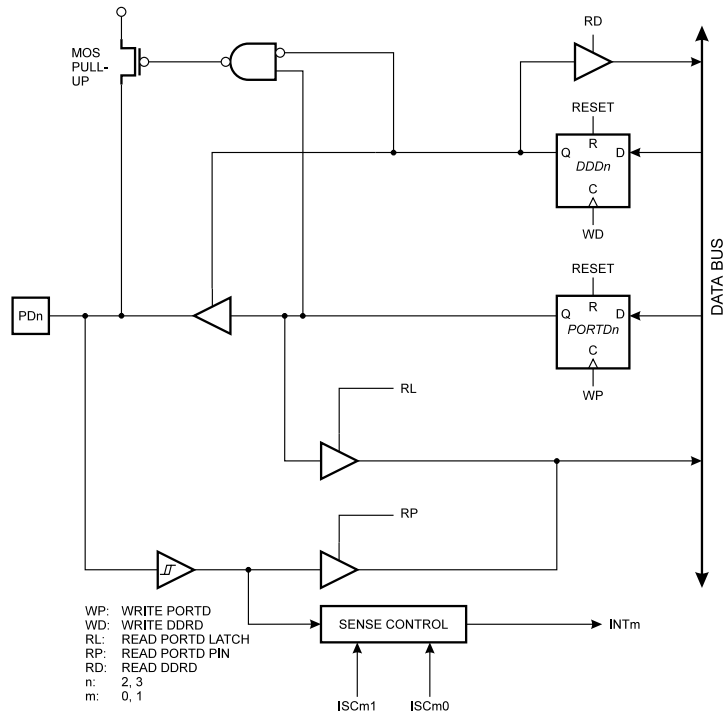 RD
MOS
PULL-
UP
RESET
R
Q
D
DDDn
C
WD
RESET
R
Q
D
PORTDn
C
WP
PDn
DATA BUS
RL
RP
WP: WRITE PORTD
WD: WRITE DDRD
RL: READ PORTD LATCH
RP: READ PORTD PIN
RD: READ DDRD
n: 2, 3
m: 0, 1
SENSE CONTROL
INTm
ISCm1
ISCm0